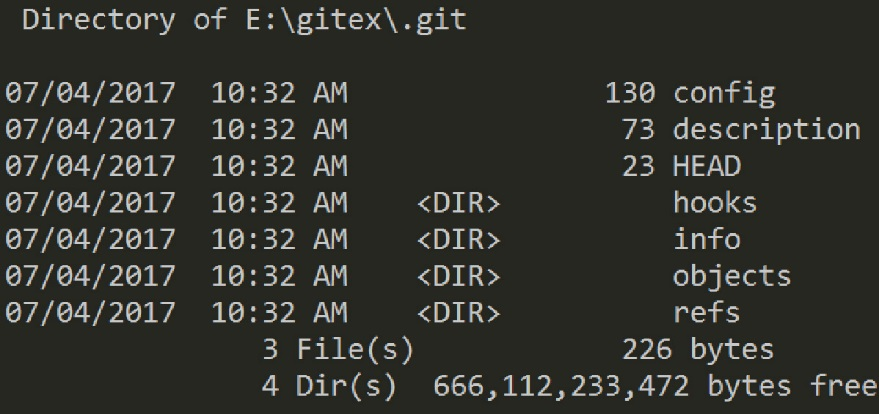 Directory of E:\gitex\.git
07/04/2017  10:32 AM               130 config
07/04/2017  10:32 AM                73 description
07/04/2017  10:32 AM                23 HEAD
07/04/2017  10:32 AM    <DIR>          hooks
07/04/2017  10:32 AM    <DIR>          info
07/04/2017  10:32 AM    <DIR>          objects
07/04/2017  10:32 AM    <DIR>          refs
               3 File(s)            226 bytes
               4 Dir(s)  666,112,233,472 bytes free